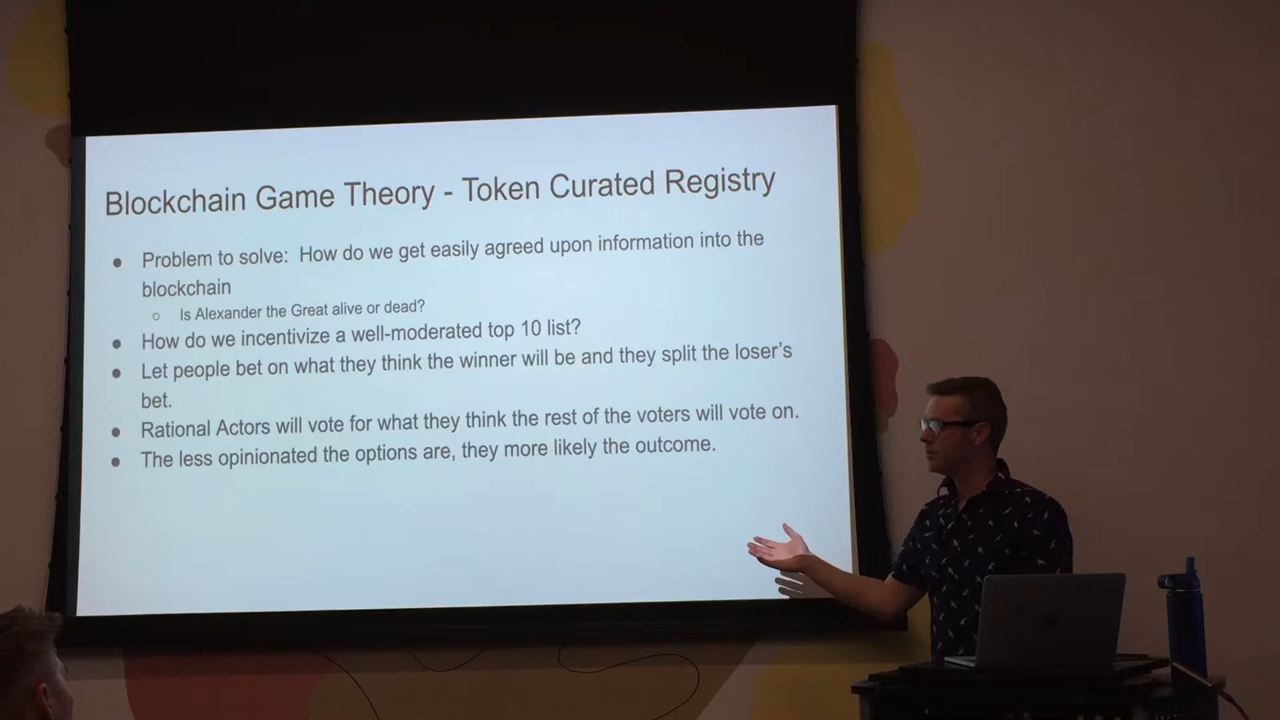 Blockchain Game Theory - Token Curated Registry
● Problem to solve: How do we get easily agreed upon information into the
blockchain
○ Is Alexander the Great alive or dead?
● How do we incentivize a well-moderated top 10 list?
● Let people bet on what they think the winner will be and they split the loser's
bet.
● Rational Actors will vote for what they think the rest of the voters will vote on.
● The less opinionated the options are, they more likely the outcome.